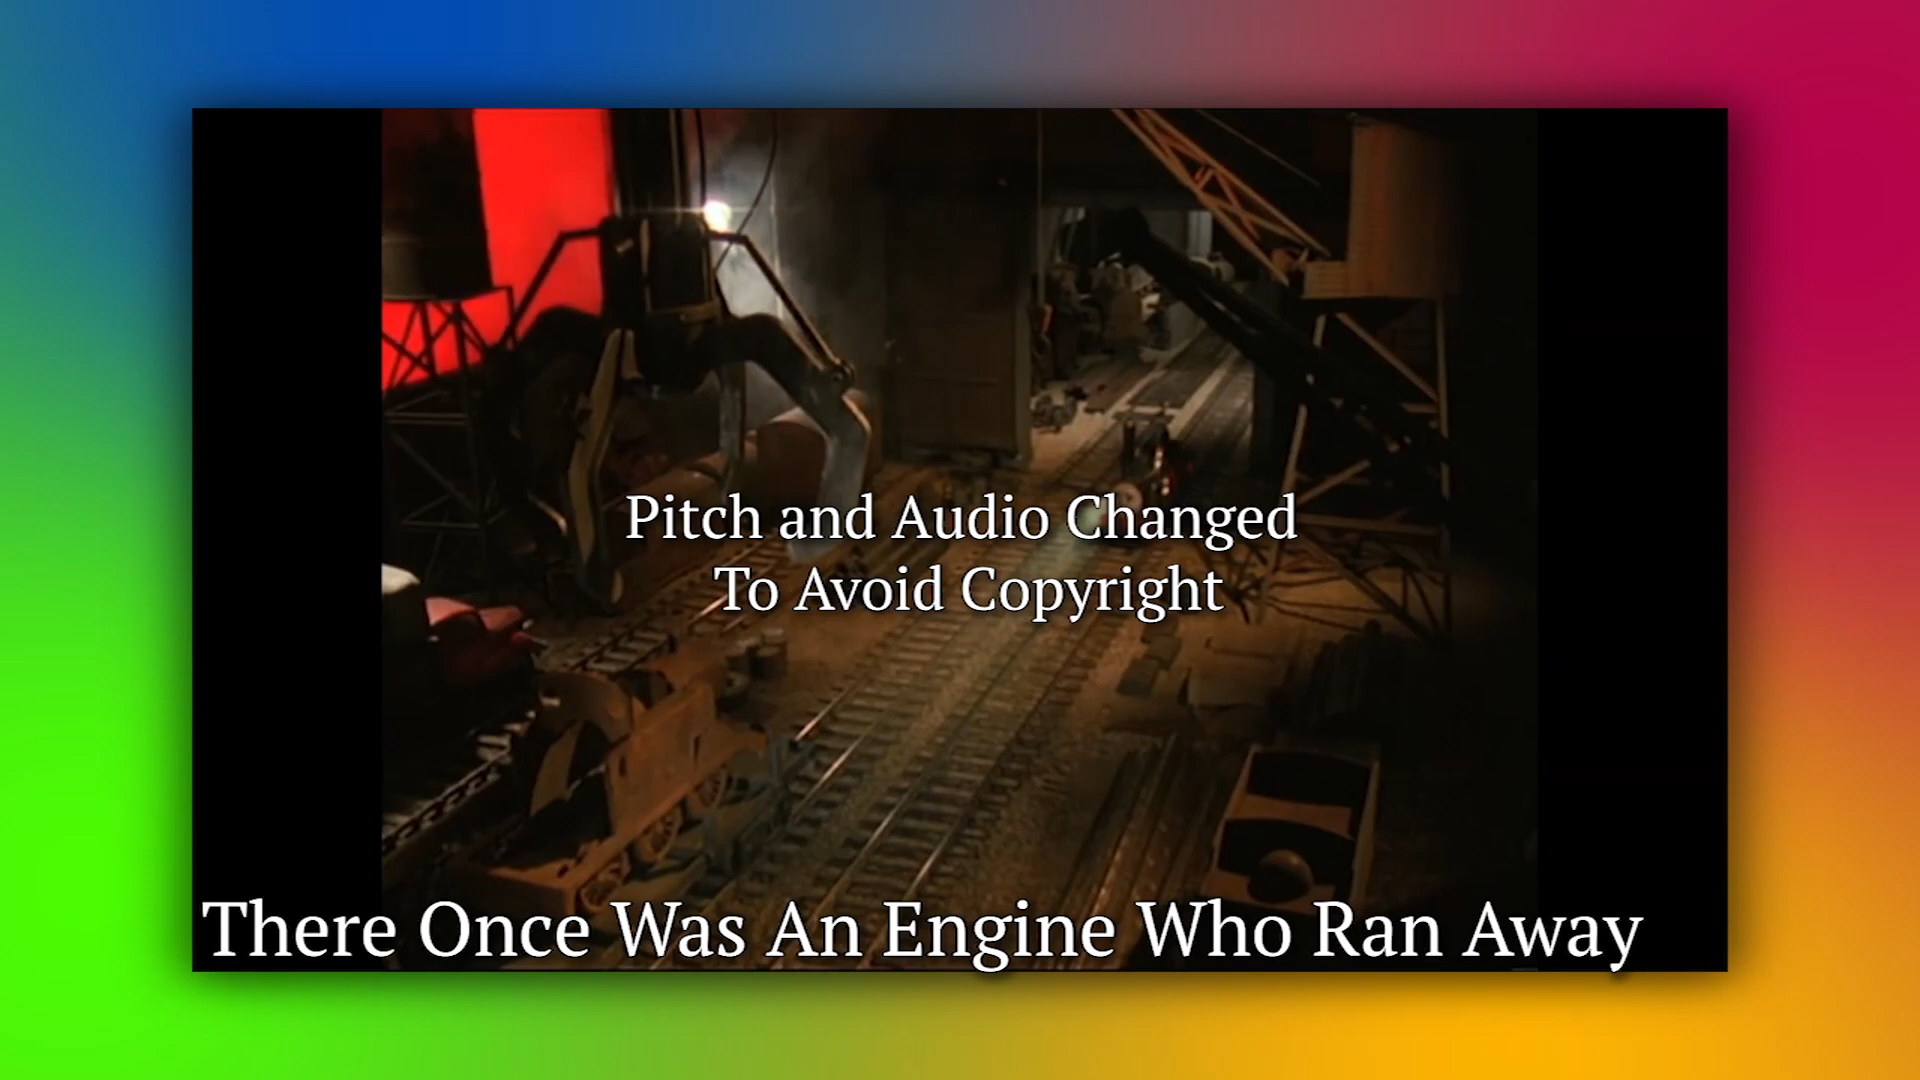 Pitch and Audio Changed
To Avoid Copyright
There Once Was An Engine Who Ran Away